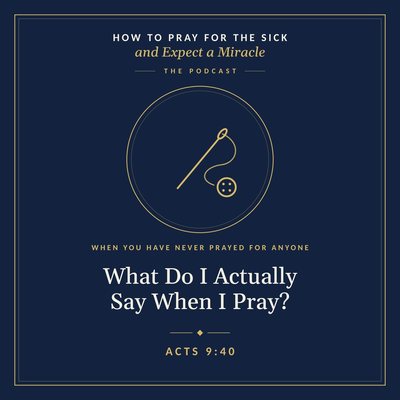 HOW TO PRAY FOR THE SICK
and Expect a Miracle
THE PODCAST
WHEN YOU HAVE NEVER PRAYED FOR ANYONE
What Do I Actually
Say When I Pray?
ACTS 9:40